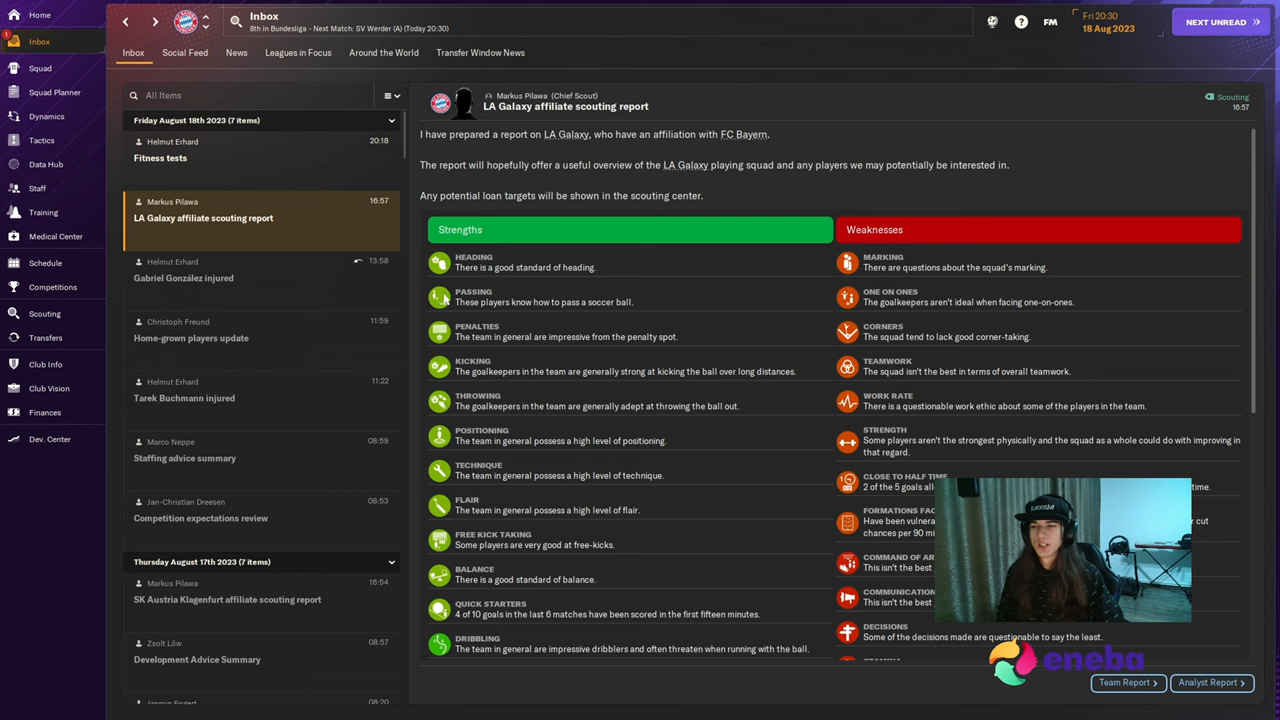 Home
1
Inbox
Squad
Squad Planner
Dynamics
Tactics
Data Hub
Staff
Training
Medical Center
Schedule
Competitions
Scouting
Transfers
Club Info
Club Vision
Finances
Dev. Center
Inbox
8th in Bundesliga - Next Match: SV Werder (A) (Today 20:30)
?
FM
Fri 20:30
18 Aug 2023
NEXT UNREAD
Inbox
Social Feed
News
Leagues in Focus
Around the World
Transfer Window News
All Items
Friday August 18th 2023 (7 items)
Helmut Erhard 20:18
Fitness tests
Markus Pilawa 16:57
LA Galaxy affiliate scouting report
Helmut Erhard 13:58
Gabriel González injured
Christoph Freund 11:59
Home-grown players update
Helmut Erhard 11:22
Tarek Buchmann injured
Marco Neppe 08:59
Staffing advice summary
Jan-Christian Dreesen 08:53
Competition expectations review
Thursday August 17th 2023 (7 items)
Markus Pilawa 16:54
SK Austria Klagenfurt affiliate scouting report
Zsolt Lőw 08:57
Development Advice Summary
08:20
Markus Pilawa (Chief Scout)
LA Galaxy affiliate scouting report
Scouting
16:57
I have prepared a report on LA Galaxy, who have an affiliation with FC Bayern.
The report will hopefully offer a useful overview of the LA Galaxy playing squad and any players we may potentially be interested in.
Any potential loan targets will be shown in the scouting center.
Strengths
HEADING
There is a good standard of heading.
PASSING
These players know how to pass a soccer ball.
PENALTIES
The team in general are impressive from the penalty spot.
KICKING
The goalkeepers in the team are generally strong at kicking the ball over long distances.
THROWING
The goalkeepers in the team are generally adept at throwing the ball out.
POSITIONING
The team in general possess a high level of positioning.
TECHNIQUE
The team in general possess a high level of technique.
FLAIR
The team in general possess a high level of flair.
FREE KICK TAKING
Some players are very good at free-kicks.
BALANCE
There is a good standard of balance.
QUICK STARTERS
4 of 10 goals in the last 6 matches have been scored in the first fifteen minutes.
DRIBBLING
The team in general are impressive dribblers and often threaten when running with the ball.
Weaknesses
MARKING
There are questions about the squad's marking.
ONE ON ONES
The goalkeepers aren't ideal when facing one-on-ones.
CORNERS
The squad tend to lack good corner-taking.
TEAMWORK
The squad isn't the best in terms of overall teamwork.
WORK RATE
There is a questionable work ethic about some of the players in the team.
STRENGTH
Some players aren't the strongest physically and the squad as a whole could do with improving in
that regard.
CLOSE TO HALF TIME
2 of the 5 goals time.
FORMATIONS
Have been cut
chances per 90
COMMAND OF
This isn't the best
COMMUNICATION
This isn't the best
DECISIONS
Some of the decisions made are questionable to say the least.
eneba
Team Report
Analyst Report